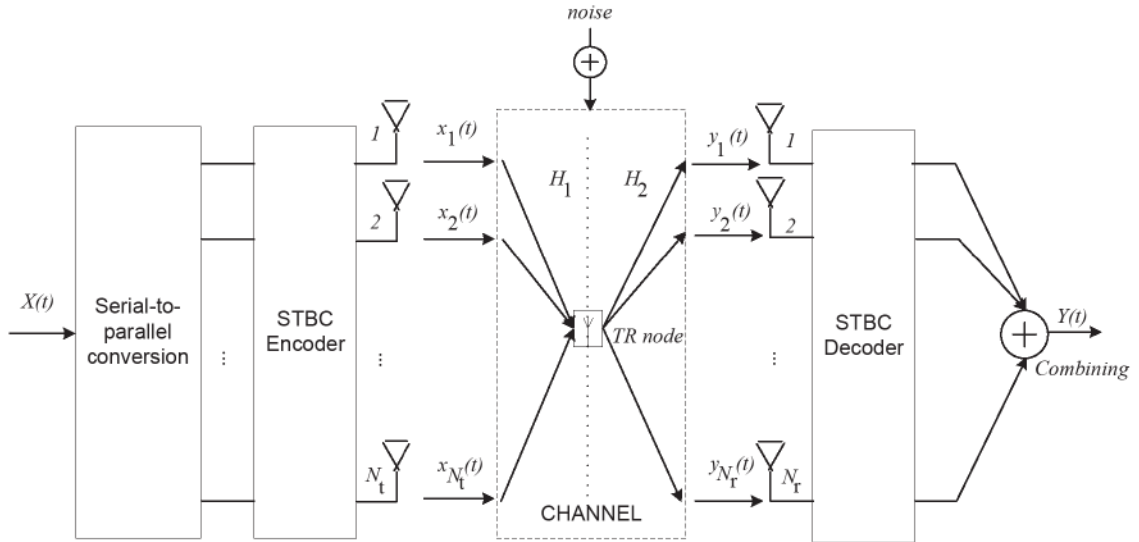 noise
X(t)
Serial-to-
parallel
conversion
...
STBC
Encoder
1
2
...
N_t
x_1(t)
x_2(t)
x_{N_t}(t)
H_1
H_2
TR node
CHANNEL
y_1(t)
y_2(t)
y_{N_r}(t)
1
2
...
N_r
STBC
Decoder
...
+
+
Y(t)
Combining